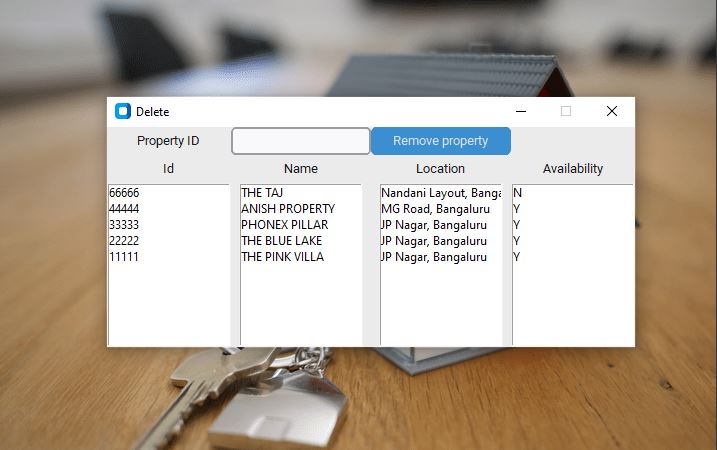 Delete
Property ID Remove property
Id Name Location Availability
66666 THE TAJ Nandani Layout, Banga N
44444 ANISH PROPERTY MG Road, Bangaluru Y
33333 PHONEX PILLAR JP Nagar, Bangaluru Y
22222 THE BLUE LAKE JP Nagar, Bangaluru Y
11111 THE PINK VILLA JP Nagar, Bangaluru Y